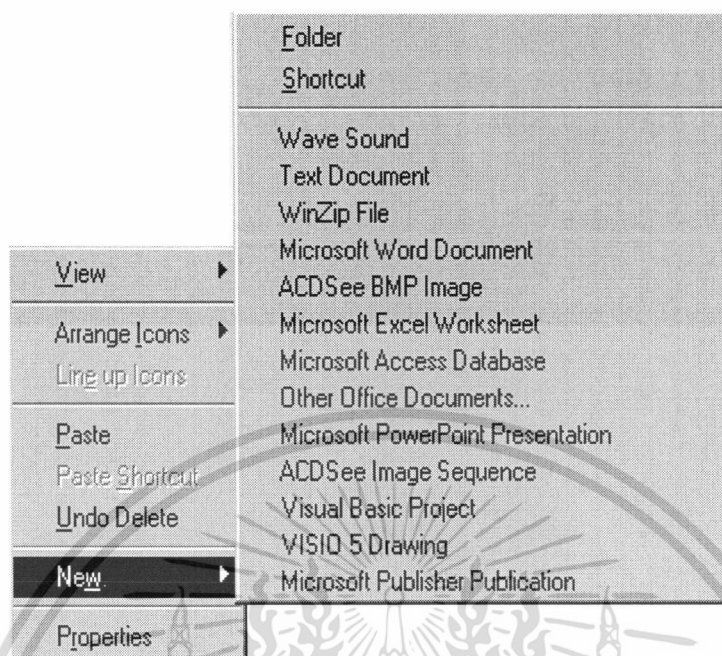 View
Arrange Icons
Line up Icons
Paste
Paste Shortcut
Undo Delete
New
Properties
Folder
Shortcut
Wave Sound
Text Document
WinZip File
Microsoft Word Document
ACDSee BMP Image
Microsoft Excel Worksheet
Microsoft Access Database
Other Office Documents...
Microsoft PowerPoint Presentation
ACDSee Image Sequence
Visual Basic Project
VISIO 5 Drawing
Microsoft Publisher Publication